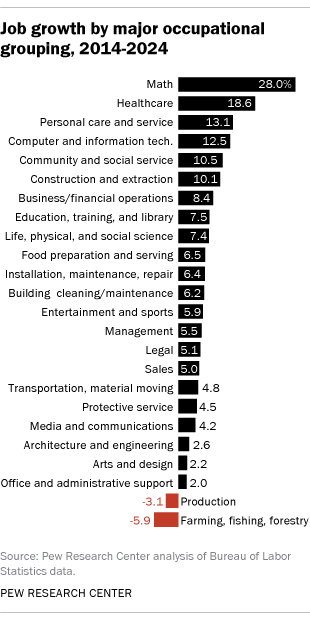 Job growth by major occupational
grouping, 2014-2024
Math 28.0%
Healthcare 18.6
Personal care and service 13.1
Computer and information tech. 12.5
Community and social service 10.5
Construction and extraction 10.1
Business/financial operations 8.4
Education, training, and library 7.5
Life, physical, and social science 7.4
Food preparation and serving 6.5
Installation, maintenance, repair 6.4
Building cleaning/maintenance 6.2
Entertainment and sports 5.9
Management 5.5
Legal 5.1
Sales 5.0
Transportation, material moving 4.8
Protective service 4.5
Media and communications 4.2
Architecture and engineering 2.6
Arts and design 2.2
Office and administrative support 2.0
-3.1 Production
-5.9 Farming, fishing, forestry
Source: Pew Research Center analysis of Bureau of Labor
Statistics data.
PEW RESEARCH CENTER